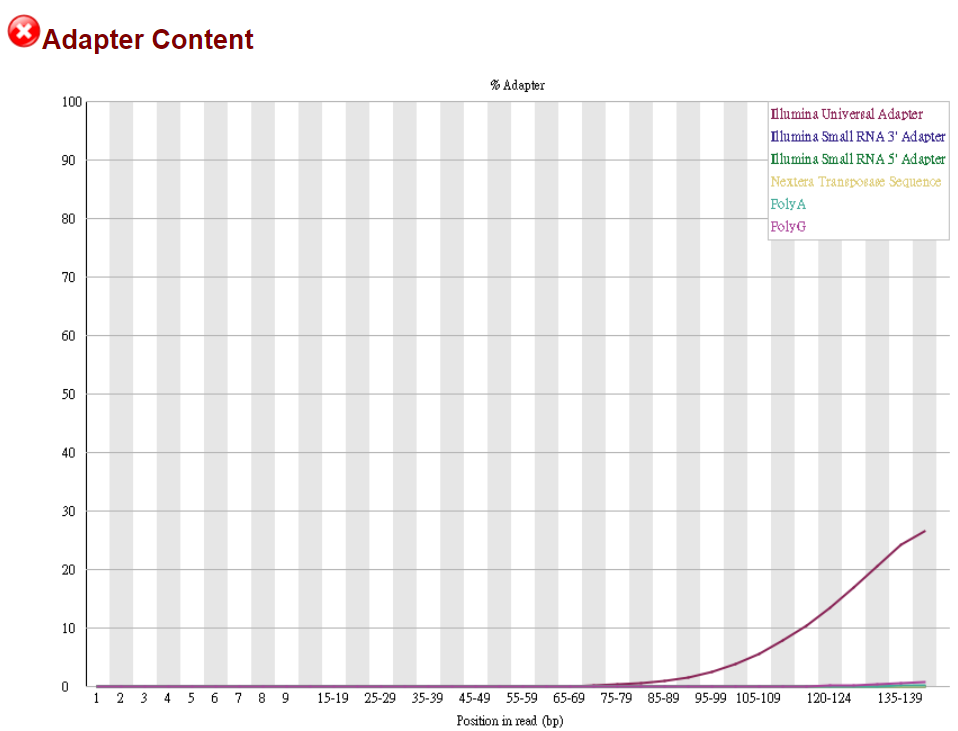 Adapter Content
% Adapter
Illumina Universal Adapter
Illumina Small RNA 3' Adapter
Illumina Small RNA 5' Adapter
Nextera Transposase Sequence
PolyA
PolyG
100
90
80
70
60
50
40
30
20
10
0
1 2 3 4 5 6 7 8 9 15-19 25-29 35-39 45-49 55-59 65-69 75-79 85-89 95-99 105-109 120-124 135-139
Position in read (bp)